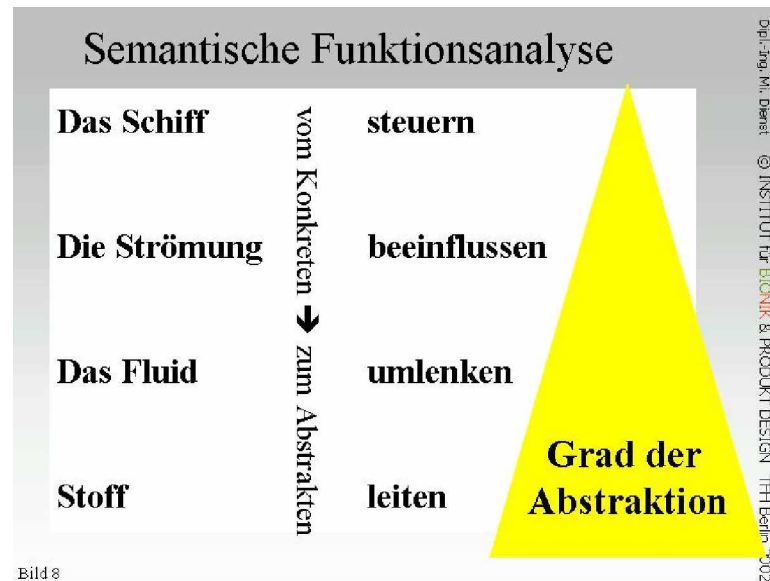 Semantische Funktionsanalyse
Das Schiff steuern
Die Strömung beeinflussen
Das Fluid umlenken
Stoff leiten
vom Konkreten ➔ zum Abstrakten
Grad der
Abstraktion
Bild 8
Dipl.-Ing. Mi. Dienst © INSTITUT für BIONIK & PRODUKT DESIGN TFH Berlin